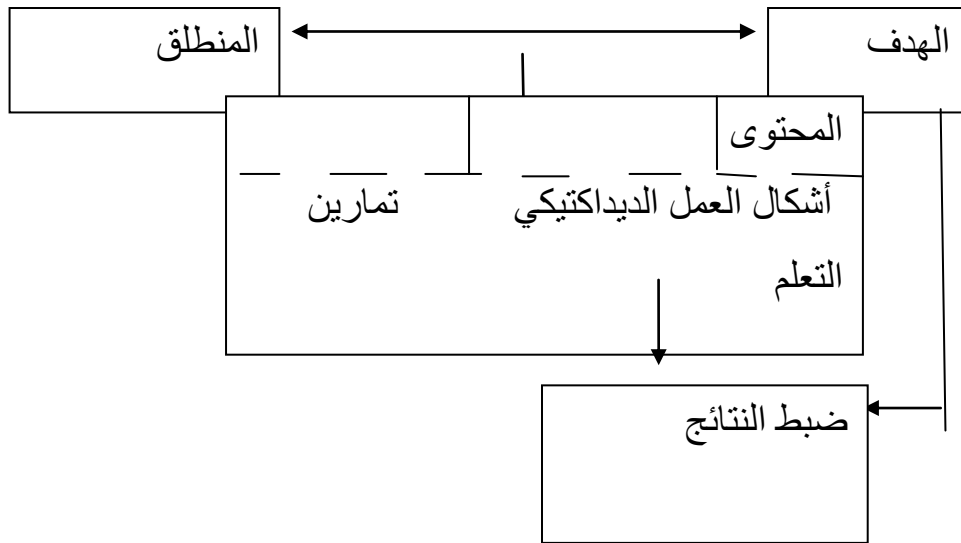 الهدف
المنطلق
المحتوى
أشكال العمل الديداكتيكي تمارين
التعلم
ضبط النتائج